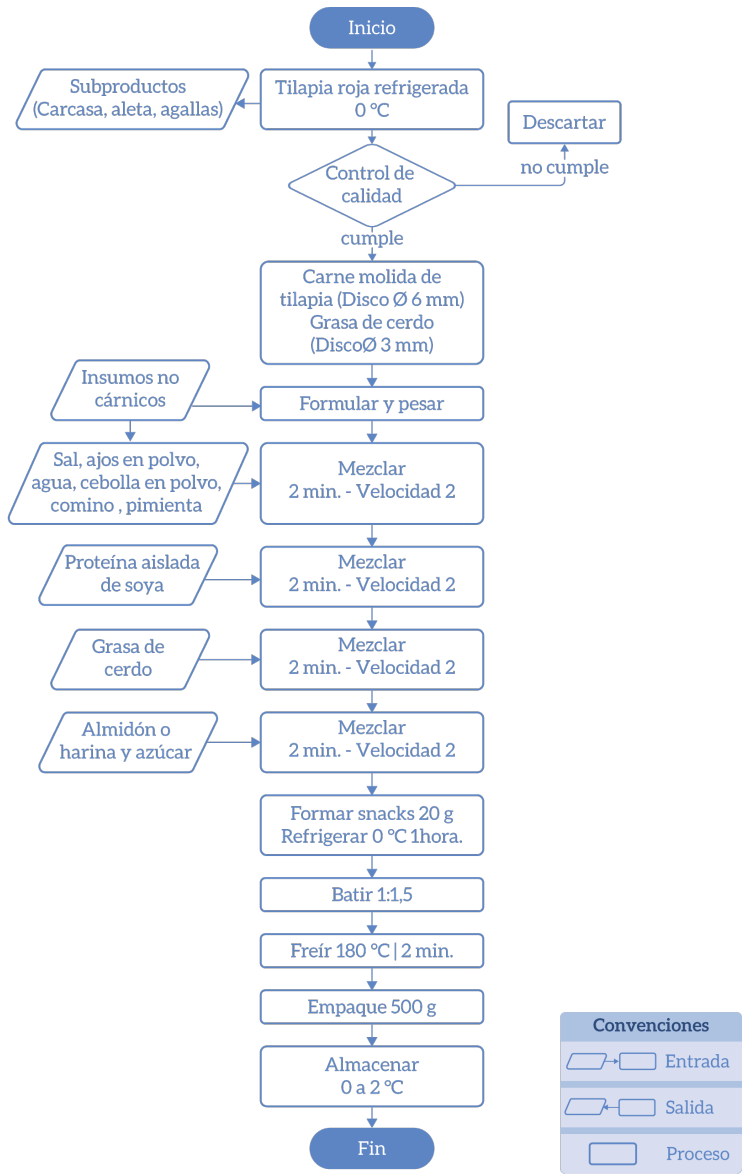 Inicio
Subproductos
(Carcasa, aleta, agallas)
Tilapia roja refrigerada
0 °C
Descartar
no cumple
Control de
calidad
cumple
Carne molida de
tilapia (Disco Ø 6 mm)
Grasa de cerdo
(DiscoØ 3 mm)
Insumos no
cárnicos
Formular y pesar
Sal, ajos en polvo,
agua, cebolla en polvo,
comino , pimienta
Mezclar
2 min. - Velocidad 2
Proteína aislada
de soya
Mezclar
2 min. - Velocidad 2
Grasa de
cerdo
Mezclar
2 min. - Velocidad 2
Almidón o
harina y azúcar
Mezclar
2 min. - Velocidad 2
Formar snacks 20 g
Refrigerar 0 °C 1hora.
Batir 1:1,5
Freír 180 °C | 2 min.
Empaque 500 g
Almacenar
0 a 2 °C
Fin
Convenciones
Entrada
Salida
Proceso